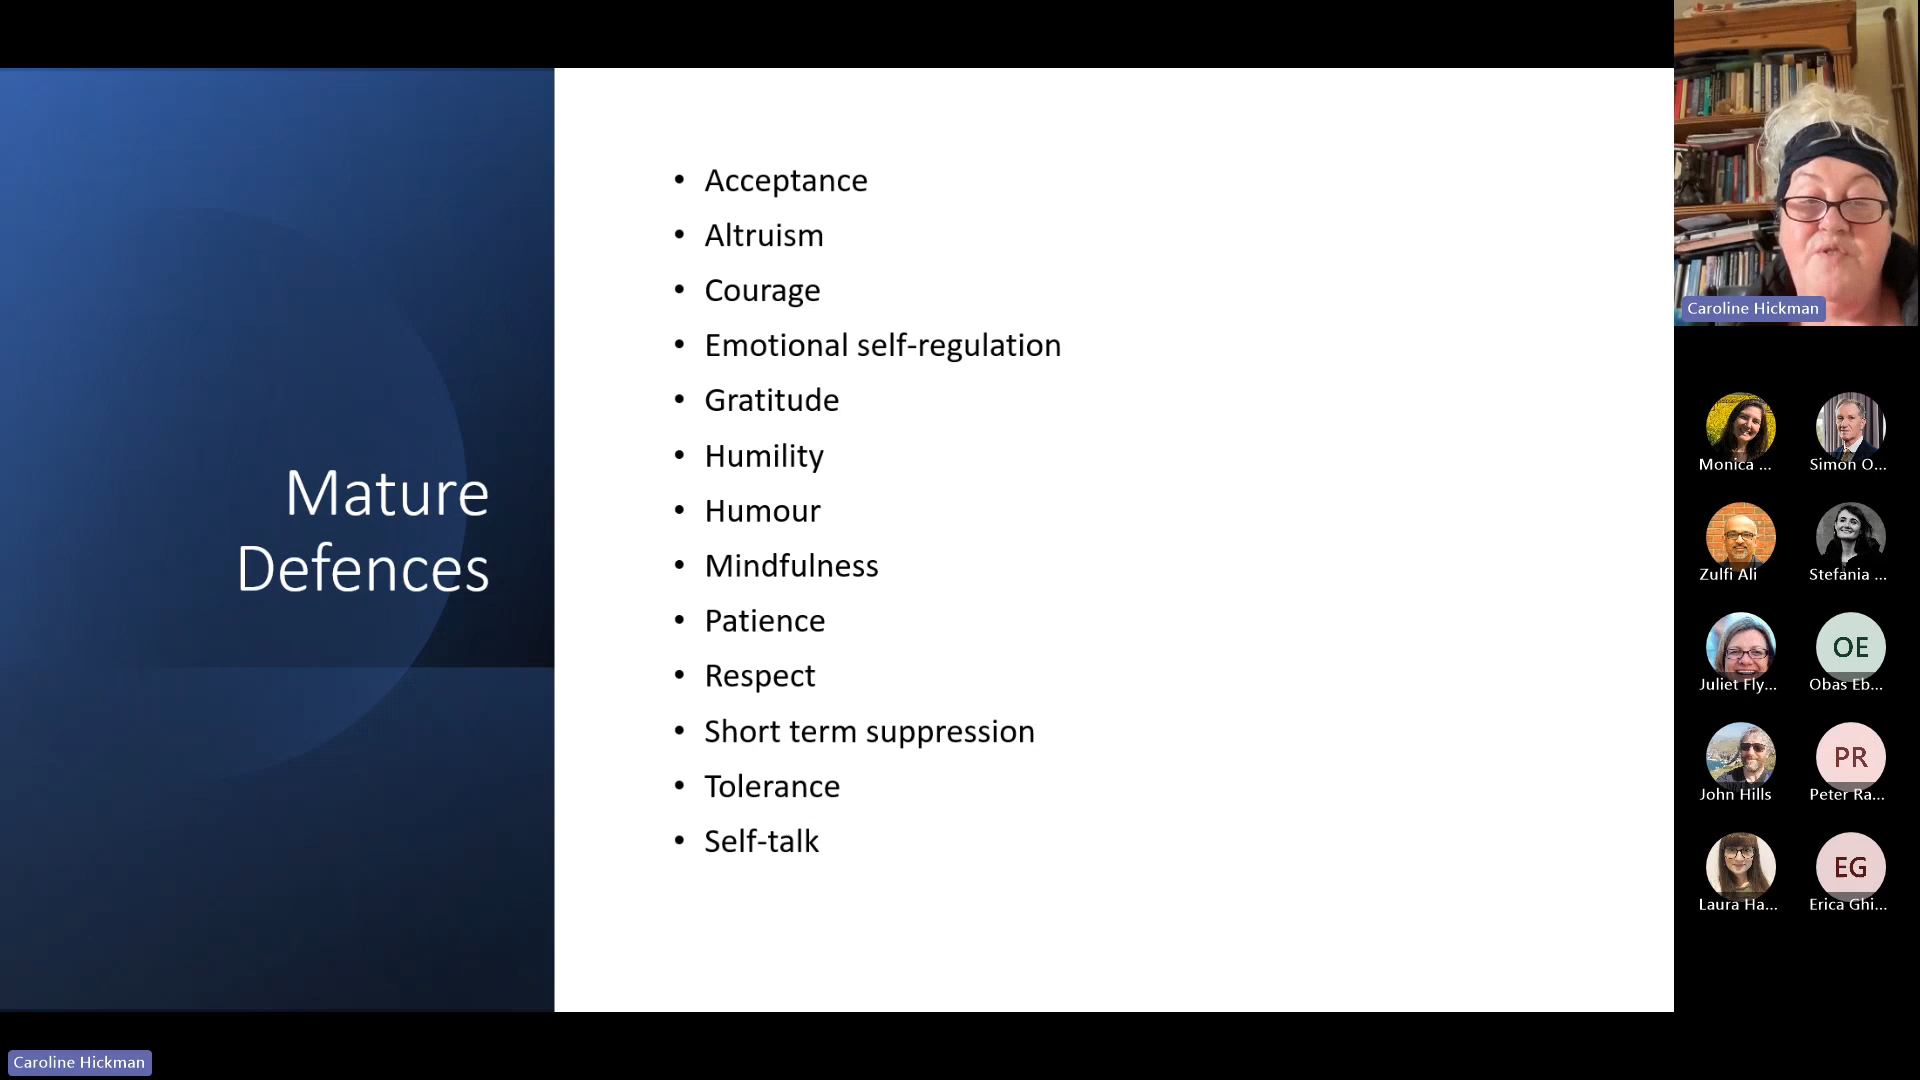 Mature
Defences
• Acceptance
• Altruism
• Courage
• Emotional self-regulation
• Gratitude
• Humility
• Humour
• Mindfulness
• Patience
• Respect
• Short term suppression
• Tolerance
• Self-talk
Caroline Hickman
Monica ...
Simon O...
Zulfi Ali
Stefania ...
Juliet Fly...
OE
Obas Eb...
John Hills
PR
Peter Ra...
Laura Ha...
EG
Erica Ghi...
Caroline Hickman